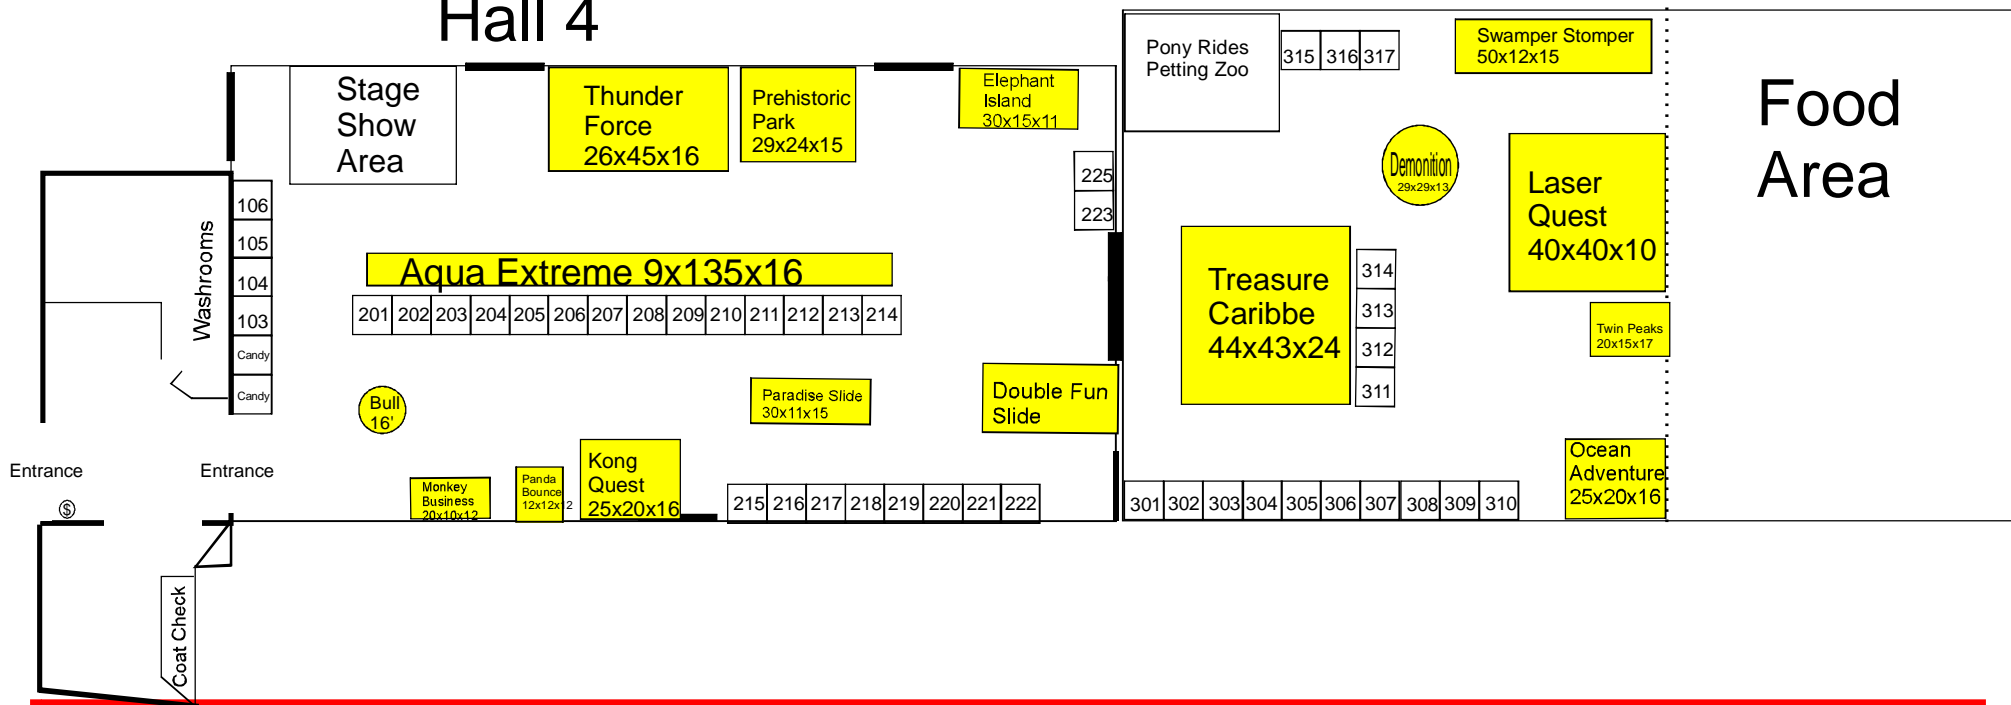 Hall 4
Stage
Show
Area
Thunder
Force
26x45x16
Prehistoric
Park
29x24x15
Elephant
Island
30x15x11
Pony Rides
Petting Zoo
315 316 317
Swamper Stomper
50x12x15
Food
Area
Demonition
29x29x13
Laser
Quest
40x40x10
225
223
106
105
104
103
Candy
Candy
Washrooms
Aqua Extreme 9x135x16
201 202 203 204 205 206 207 208 209 210 211 212 213 214
Treasure
Caribbe
44x43x24
314
313
312
311
Twin Peaks
20x15x17
Bull
16'
Paradise Slide
30x11x15
Double Fun
Slide
Entrance
Entrance
$
Monkey
Business
20x10x12
Panda
Bounce
12x12x12
Kong
Quest
25x20x16
215 216 217 218 219 220 221 222
301 302 303 304 305 306 307 308 309 310
Ocean
Adventure
25x20x16
Coat Check